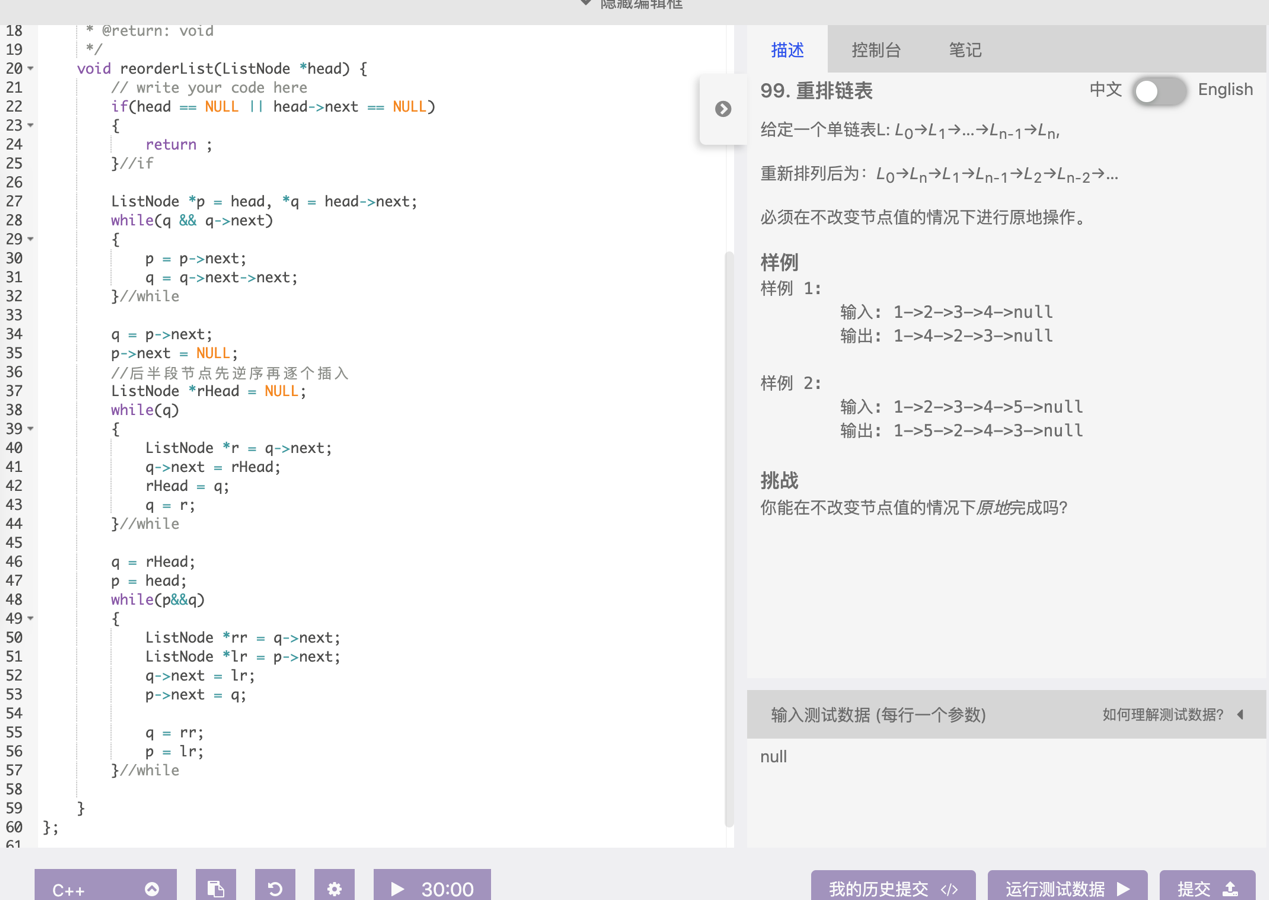 隐藏编辑框
18 * @return: void
19 */
20 void reorderList(ListNode *head) {
21 // write your code here
22 if(head == NULL || head->next == NULL)
23 {
24 return ;
25 }//if
26
27 ListNode *p = head, *q = head->next;
28 while(q && q->next)
29 {
30 p = p->next;
31 q = q->next->next;
32 }//while
33
34 q = p->next;
35 p->next = NULL;
36 //后半段节点先逆序再逐个插入
37 ListNode *rHead = NULL;
38 while(q)
39 {
40 ListNode *r = q->next;
41 q->next = rHead;
42 rHead = q;
43 q = r;
44 }//while
45
46 q = rHead;
47 p = head;
48 while(p&&q)
49 {
50 ListNode *rr = q->next;
51 ListNode *lr = p->next;
52 q->next = lr;
53 p->next = q;
54
55 q = rr;
56 p = lr;
57 }//while
58
59 }
60 };
61
描述 控制台 笔记
99. 重排链表 中文 English
给定一个单链表L: L0→L1→…→Ln-1→Ln,
重新排列后为：L0→Ln→L1→Ln-1→L2→Ln-2→…
必须在不改变节点值的情况下进行原地操作。
样例
样例 1:
输入: 1->2->3->4->null
输出: 1->4->2->3->null
样例 2:
输入: 1->2->3->4->5->null
输出: 1->5->2->4->3->null
挑战
你能在不改变节点值的情况下原地完成吗?
输入测试数据 (每行一个参数) 如何理解测试数据?
null
C++ 30:00 我的历史提交 </> 运行测试数据 提交